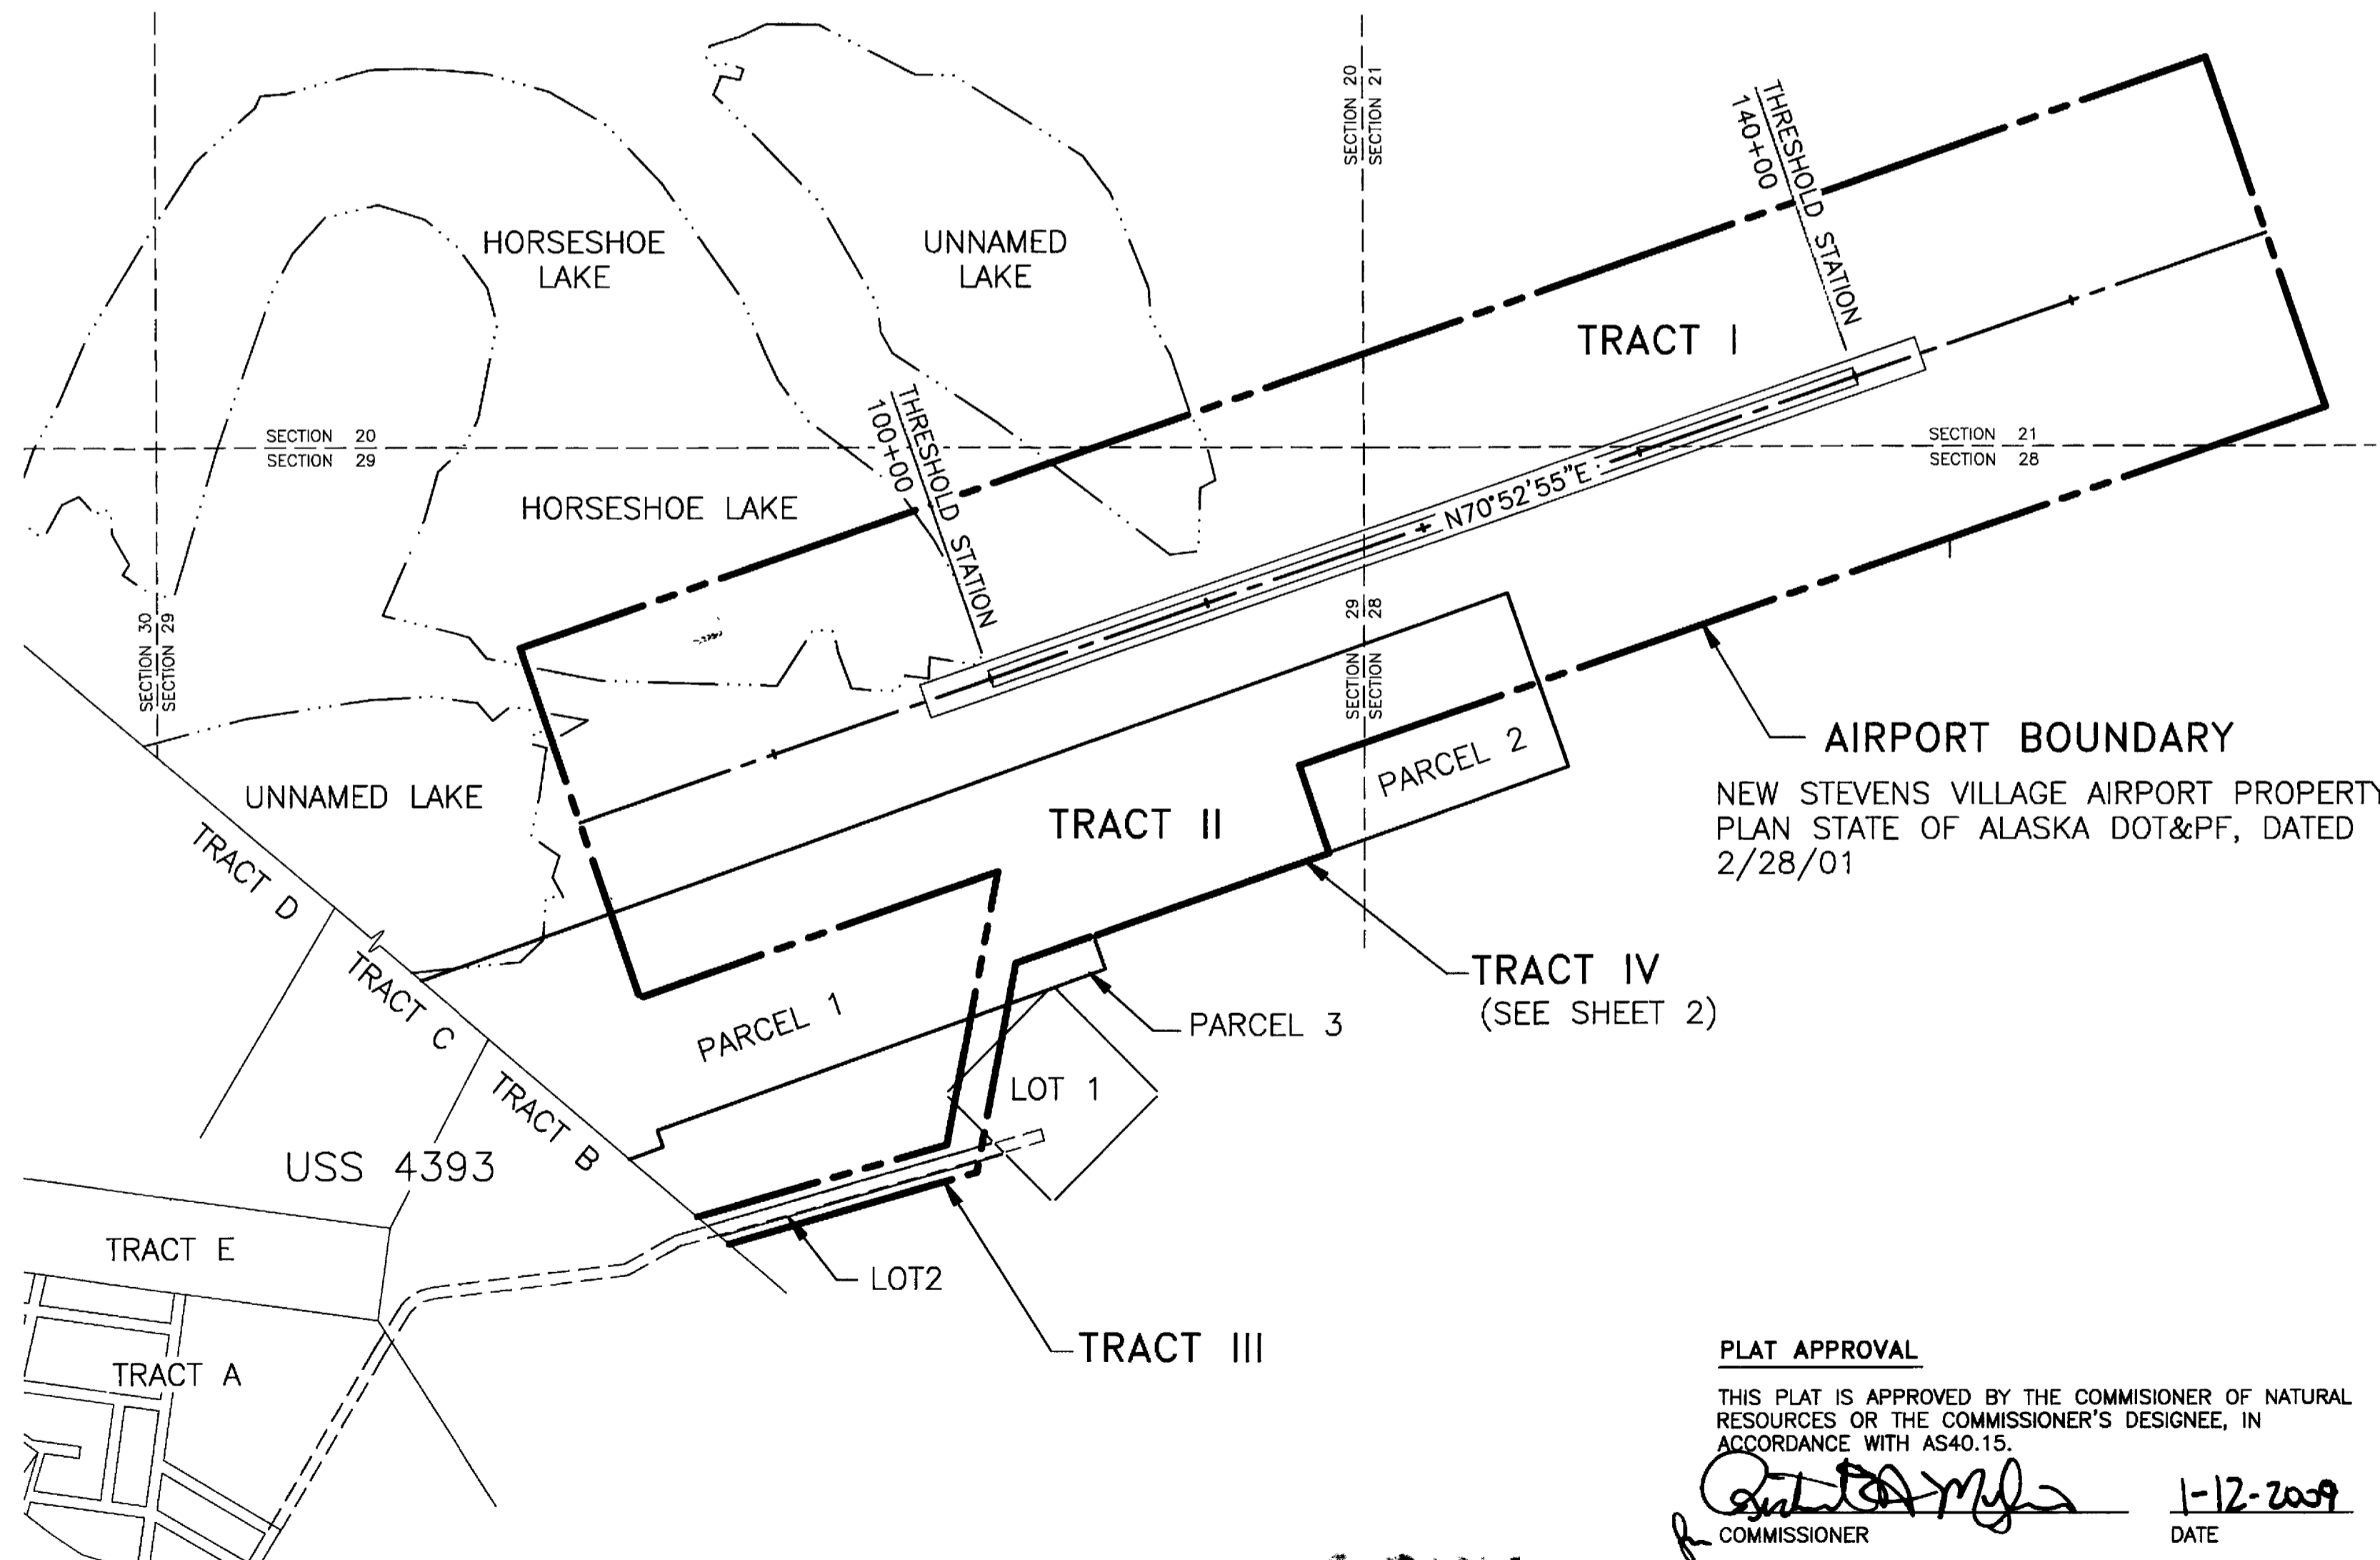 SECTION 20
SECTION 21
THRESHOLD STATION
140+00
HORSESHOE
LAKE
UNNAMED
LAKE
TRACT I
THRESHOLD STATION
100+00
SECTION 20
SECTION 29
SECTION 21
SECTION 28
HORSESHOE LAKE
N70°52'55"E
SECTION 30
SECTION 29
SECTION 29
SECTION 28
AIRPORT BOUNDARY
NEW STEVENS VILLAGE AIRPORT PROPERTY
PLAN STATE OF ALASKA DOT&PF, DATED
2/28/01
PARCEL 2
UNNAMED LAKE
TRACT II
TRACT D
TRACT C
TRACT IV
(SEE SHEET 2)
PARCEL 1
PARCEL 3
LOT 1
TRACT B
USS 4393
TRACT E
LOT2
TRACT III
TRACT A
PLAT APPROVAL
THIS PLAT IS APPROVED BY THE COMMISIONER OF NATURAL
RESOURCES OR THE COMMISSIONER'S DESIGNEE, IN
ACCORDANCE WITH AS40.15.
1-12-2009
COMMISSIONER
DATE